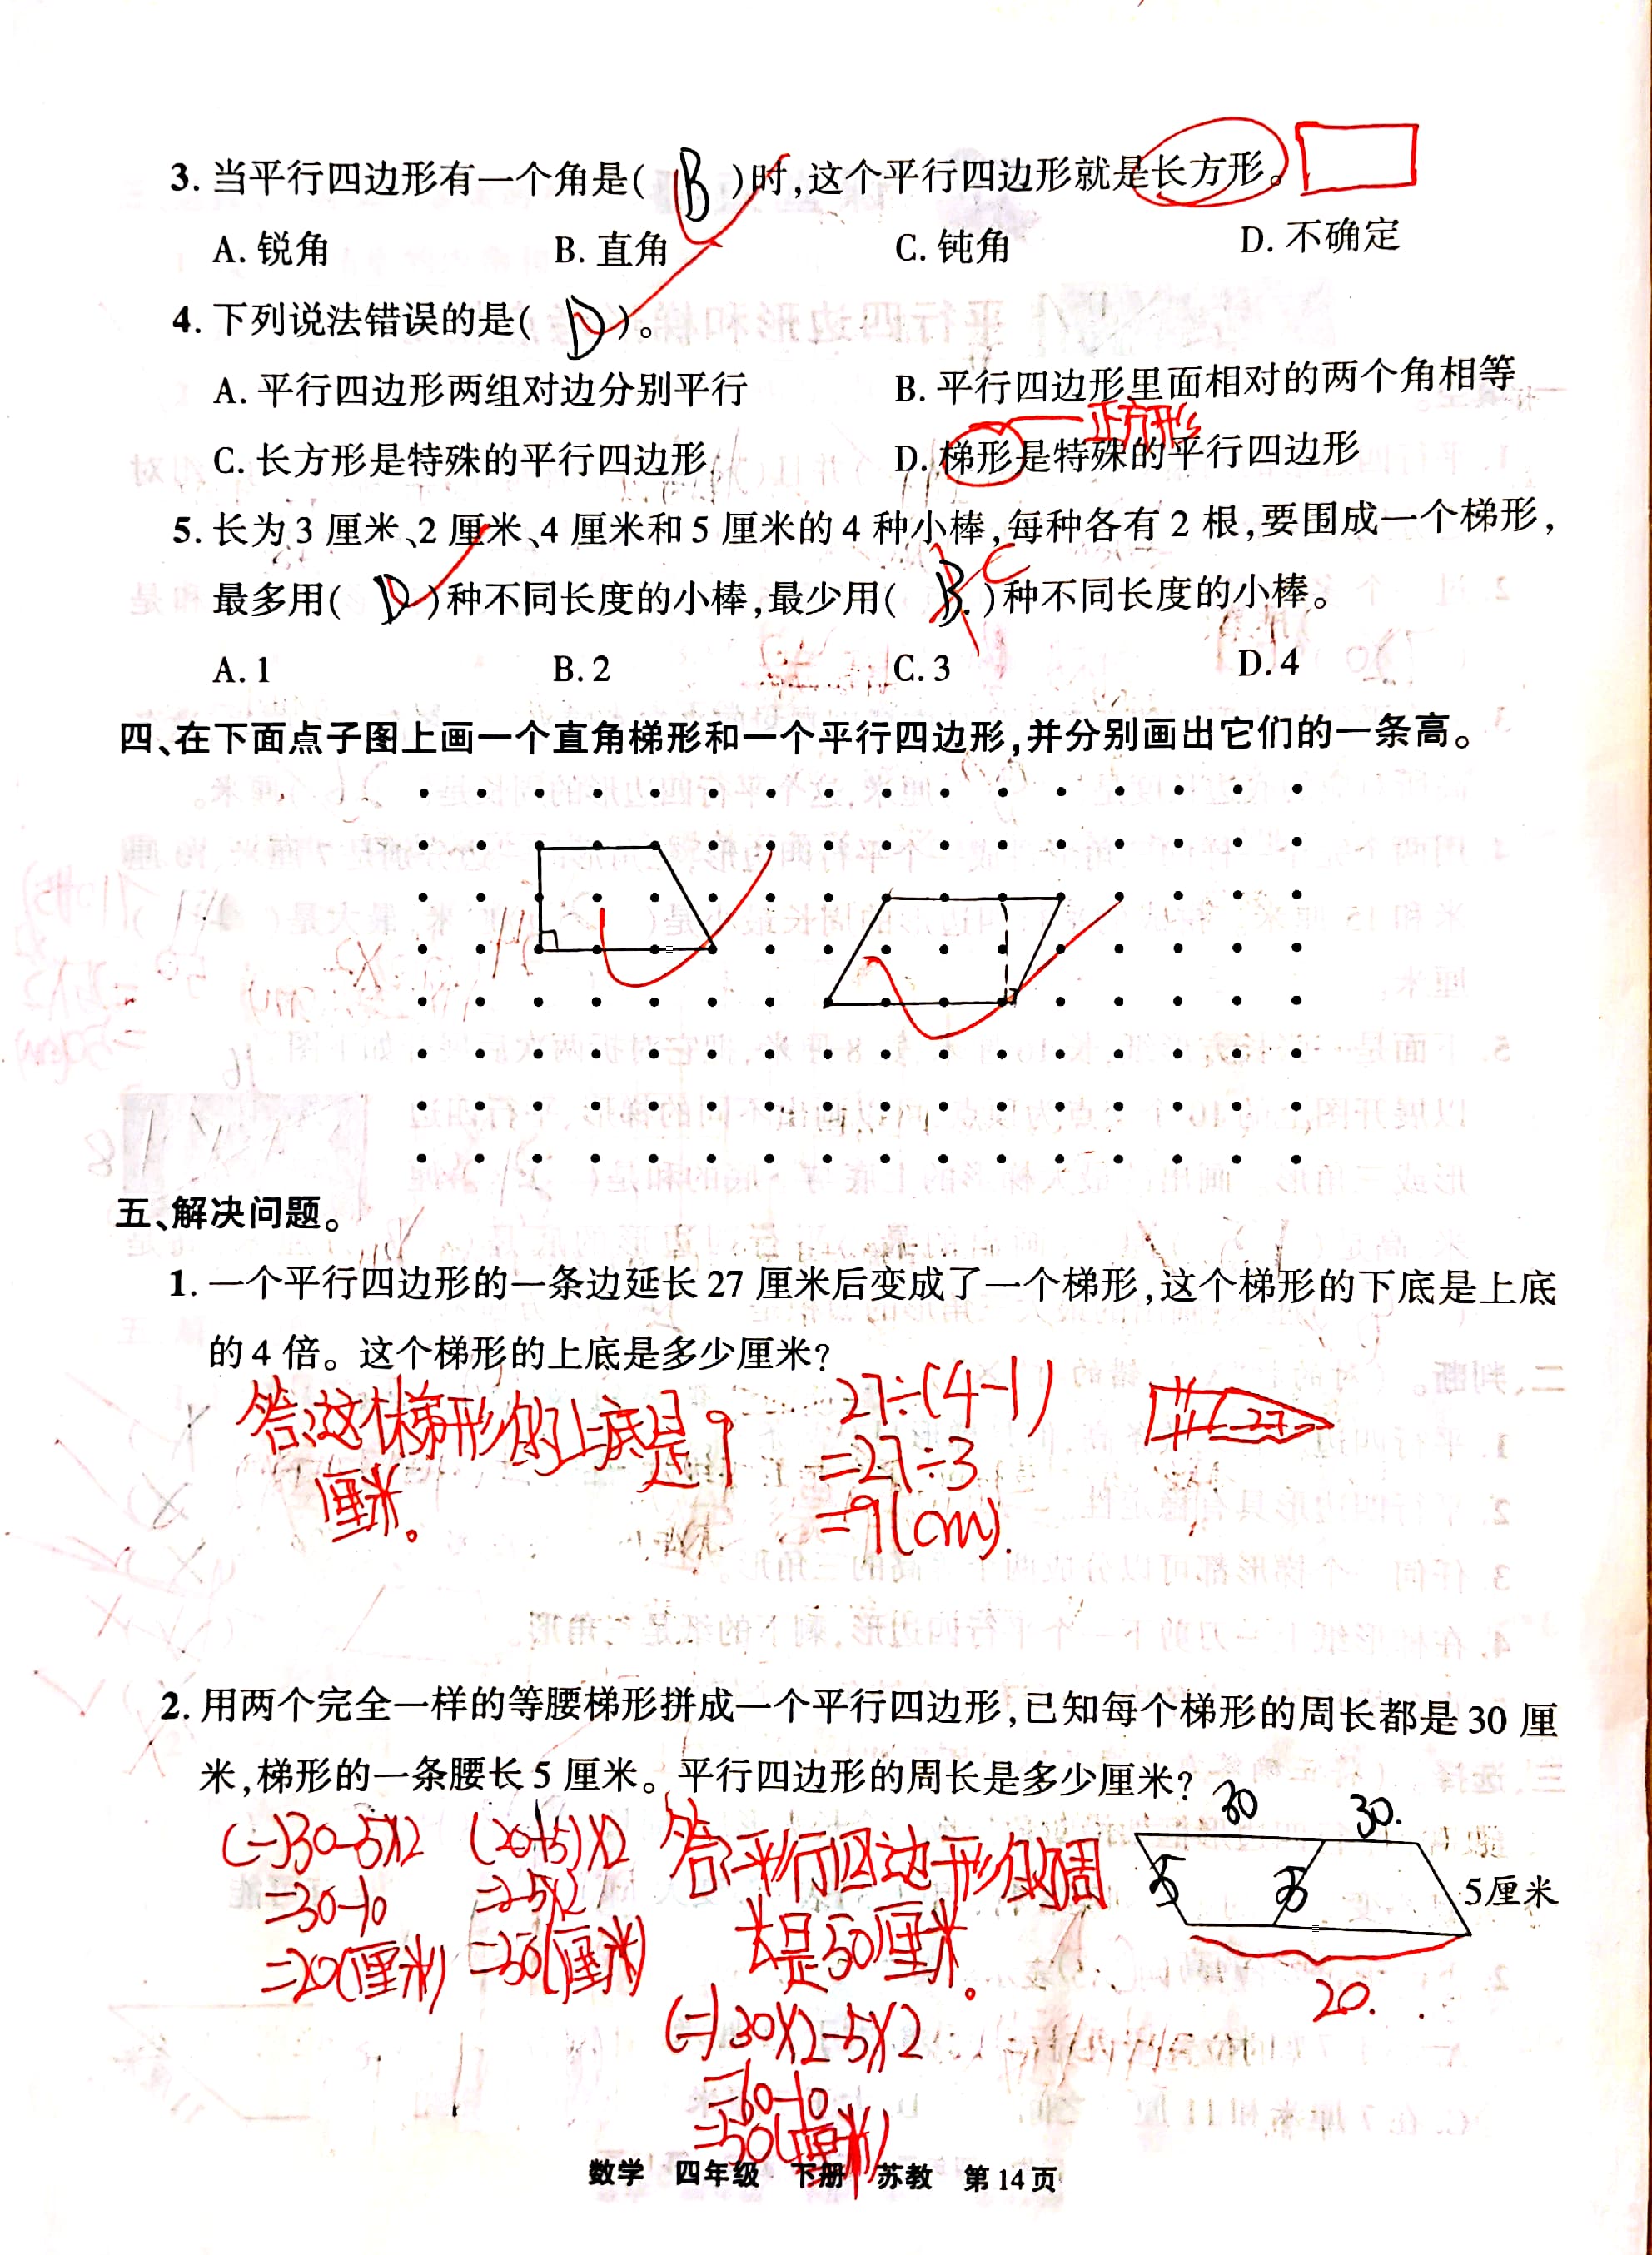 3. 当平行四边形有一个角是( B )时,这个平行四边形就是长方形。
A. 锐角 B. 直角 C. 钝角 D. 不确定
4. 下列说法错误的是( D )。
A. 平行四边形两组对边分别平行 B. 平行四边形里面相对的两个角相等
正方形
C. 长方形是特殊的平行四边形 D. 梯形是特殊的平行四边形
5. 长为 3 厘米、2 厘米、4 厘米和 5 厘米的 4 种小棒,每种各有 2 根,要围成一个梯形,
最多用( D )种不同长度的小棒,最少用( B C )种不同长度的小棒。
A. 1 B. 2 C. 3 D. 4
四、在下面点子图上画一个直角梯形和一个平行四边形,并分别画出它们的一条高。
五、解决问题。
1. 一个平行四边形的一条边延长 27 厘米后变成了一个梯形,这个梯形的下底是上底
的 4 倍。这个梯形的上底是多少厘米?
答:这个梯形的上底是9
厘米。
27÷(4-1)
=27÷3
=9(cm).
27
2. 用两个完全一样的等腰梯形拼成一个平行四边形,已知每个梯形的周长都是 30 厘
米,梯形的一条腰长 5 厘米。平行四边形的周长是多少厘米?
30 30.
(一)30-5×2
=30-10
=20(厘米)
(20+5)×2
=25×2
=50(厘米)
答:平行四边形的周
长是50厘米。
5 5 5厘米
20.
(二)30×2-5×2
=60-10
=50(厘米)
数学 四年级 下册 苏教 第 14 页